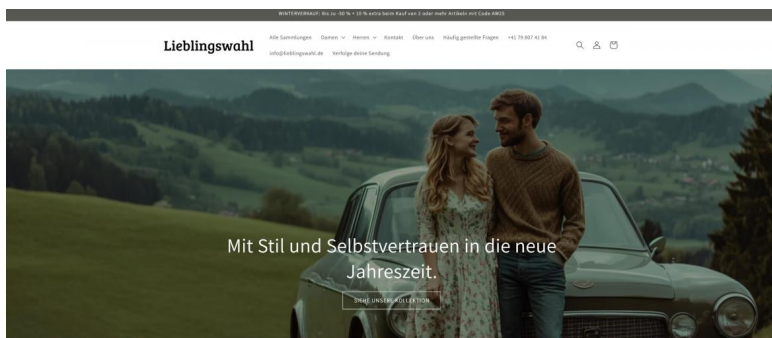 WINTERVERKAUF: Bis zu -50 % + 10 % extra beim Kauf von 2 oder mehr Artikeln mit Code AW15
Lieblingswahl
Alle Sammlungen Damen Herren Kontakt Über uns Häufig gestellte Fragen +41 79 807 41 84
info@lieblingswahl.de Verfolge deine Sendung
Mit Stil und Selbstvertrauen in die neue
Jahreszeit.
SIEHE UNSERE KOLLEKTION